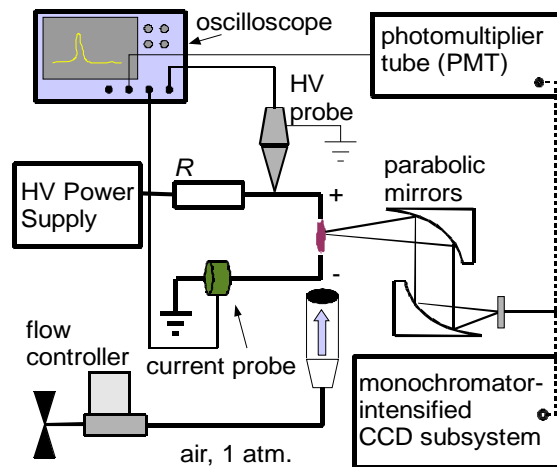 oscilloscope
photomultiplier
tube (PMT)
HV
probe
R
HV Power
Supply
+
parabolic
mirrors
-
flow
controller
current probe
monochromator-
intensified
CCD subsystem
air, 1 atm.